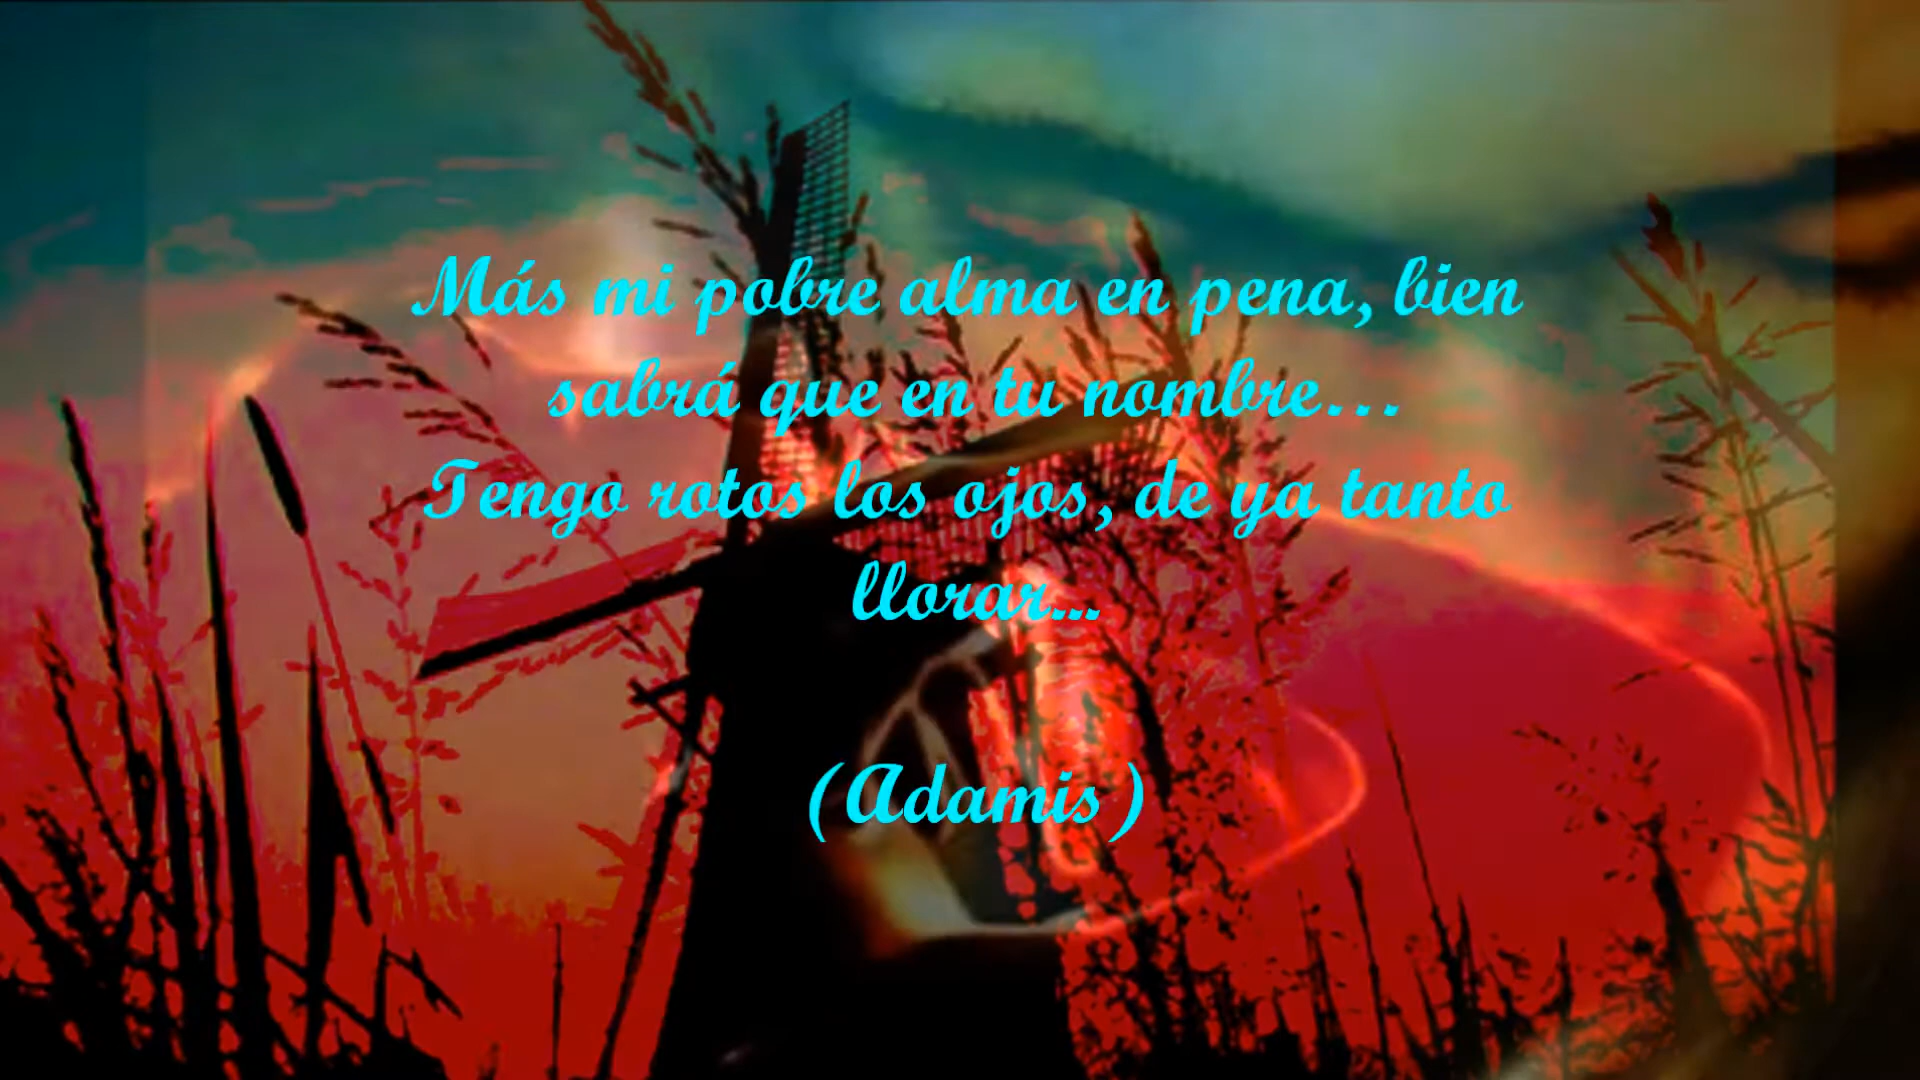 Más mi pobre alma en pena, bien
sabrá que en tu nombre...
Tengo rotos los ojos, de ya tanto
llorar...
(Adamis)